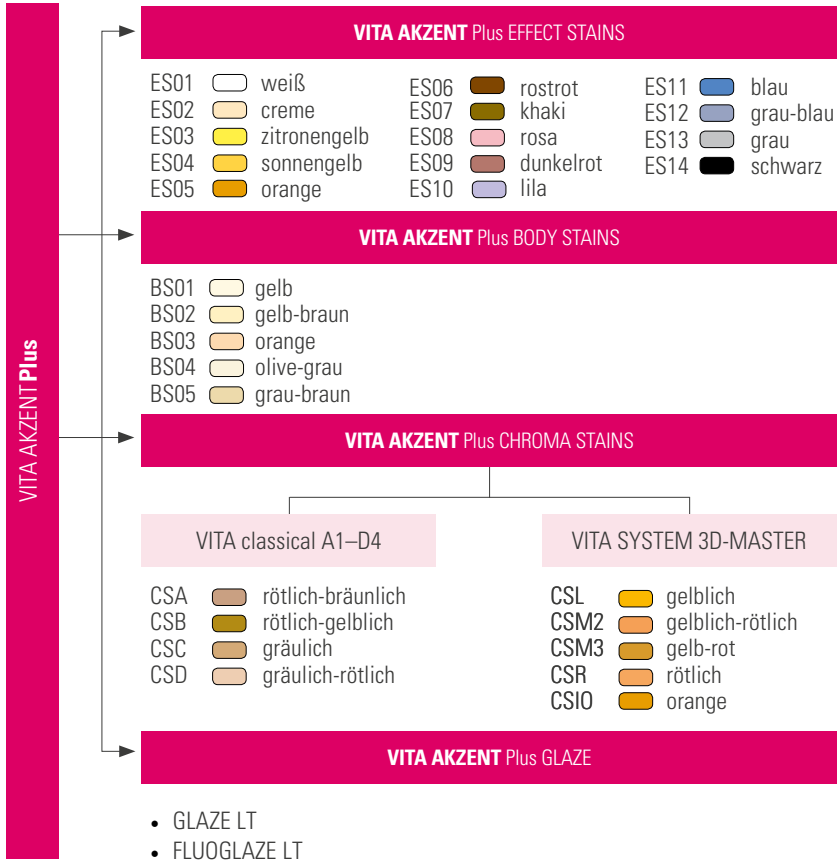 VITA AKZENT Plus
VITA AKZENT Plus EFFECT STAINS
ES01 weiß
ES02 creme
ES03 zitronengelb
ES04 sonnengelb
ES05 orange
ES06 rostrot
ES07 khaki
ES08 rosa
ES09 dunkelrot
ES10 lila
ES11 blau
ES12 grau-blau
ES13 grau
ES14 schwarz
VITA AKZENT Plus BODY STAINS
BS01 gelb
BS02 gelb-braun
BS03 orange
BS04 olive-grau
BS05 grau-braun
VITA AKZENT Plus CHROMA STAINS
VITA classical A1–D4
CSA rötlich-bräunlich
CSB rötlich-gelblich
CSC gräulich
CSD gräulich-rötlich
VITA SYSTEM 3D-MASTER
CSL gelblich
CSM2 gelblich-rötlich
CSM3 gelb-rot
CSR rötlich
CSIO orange
VITA AKZENT Plus GLAZE
• GLAZE LT
• FLUOGLAZE LT